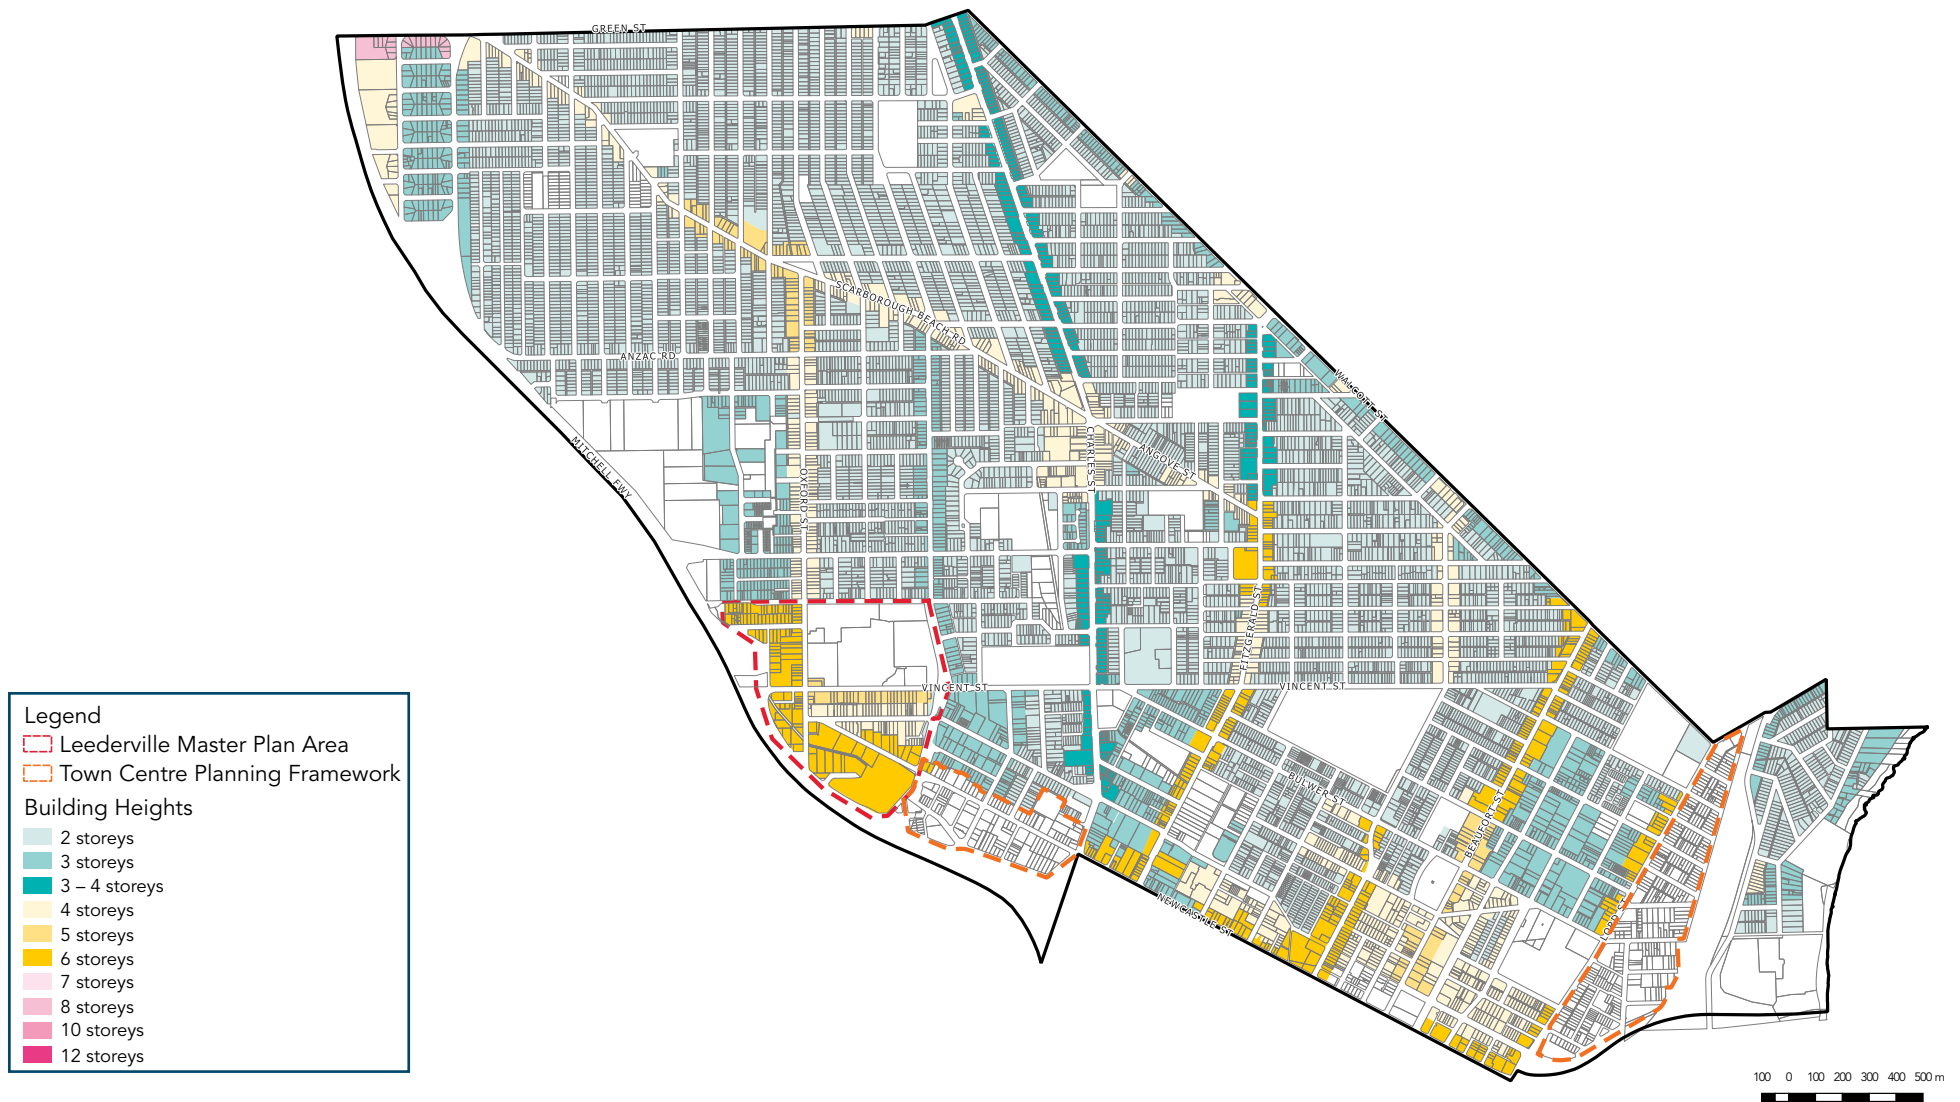 GREEN ST
SCARBOROUGH BEACH RD
ANZAC RD
WALCOTT ST
MITCHELL FWY
OXFORD ST
CHARLES ST
ANGOVE ST
FITZGERALD ST
VINCENT ST
VINCENT ST
BULWER ST
BEAUFORT ST
NEWCASTLE ST
LORD ST
Legend
Leederville Master Plan Area
Town Centre Planning Framework
Building Heights
2 storeys
3 storeys
3 – 4 storeys
4 storeys
5 storeys
6 storeys
7 storeys
8 storeys
10 storeys
12 storeys
100 0 100 200 300 400 500 m